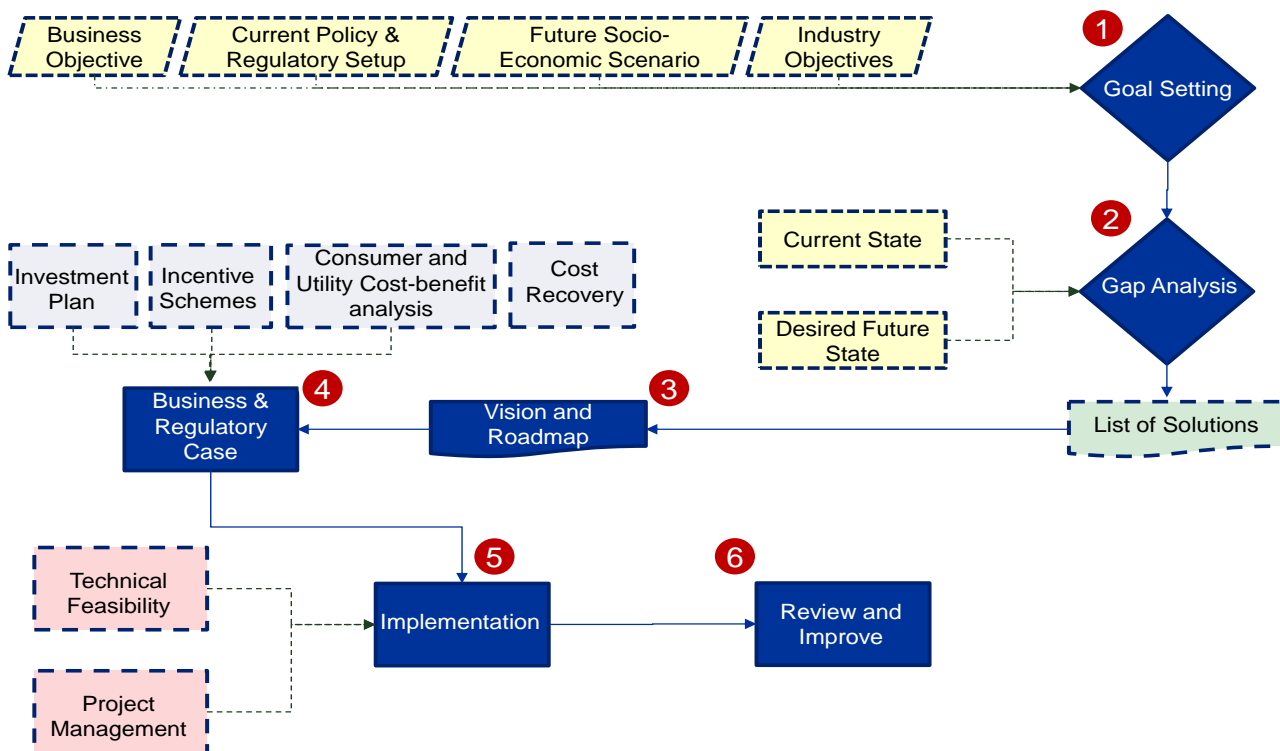 Business
Objective
Current Policy &
Regulatory Setup
Future Socio-
Economic Scenario
Industry
Objectives
1
Goal Setting
2
Gap Analysis
Current State
Desired Future
State
Investment
Plan
Incentive
Schemes
Consumer and
Utility Cost-benefit
analysis
Cost
Recovery
4
Business &
Regulatory
Case
3
Vision and
Roadmap
List of Solutions
Technical
Feasibility
Project
Management
5
Implementation
6
Review and
Improve